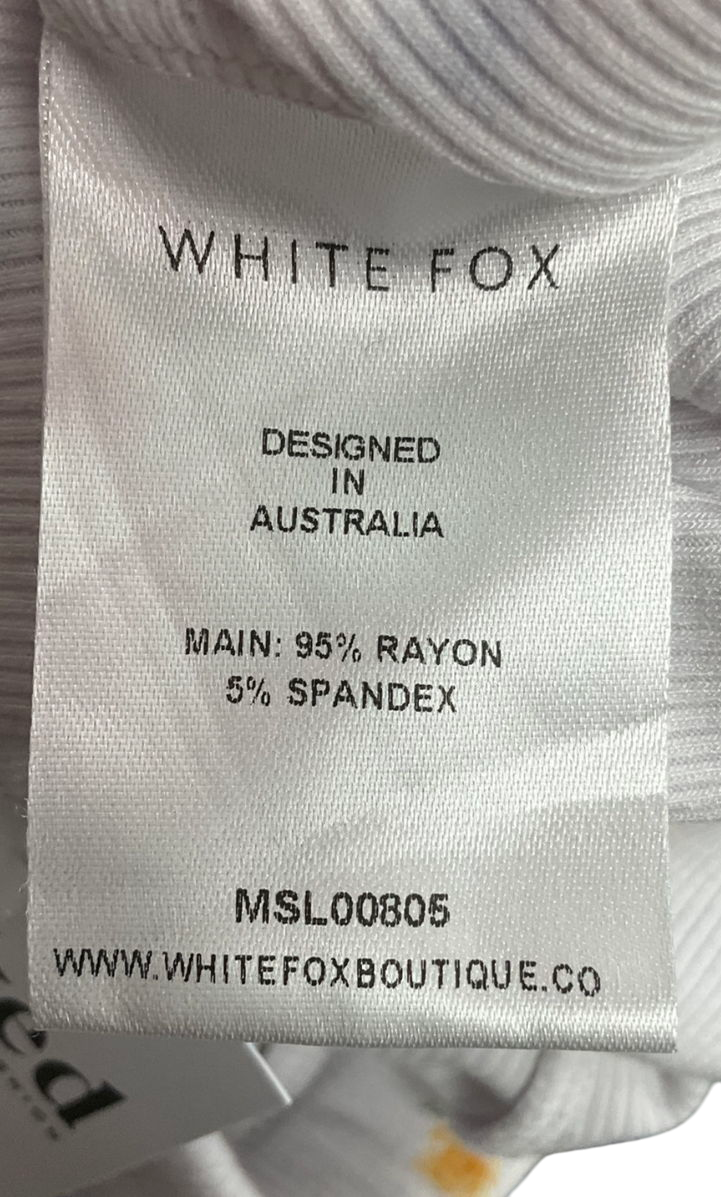 WHITE FOX
DESIGNED
IN
AUSTRALIA
MAIN: 95% RAYON
5% SPANDEX
MSL00805
WWW.WHITEFOXBOUTIQUE.CO